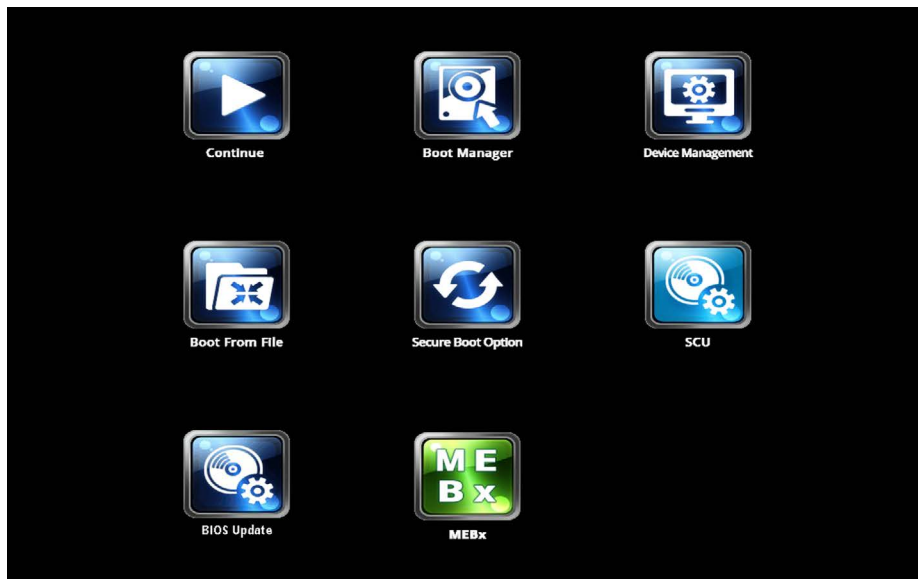 Continue
Boot Manager
Device Management
Boot From File
Secure Boot Option
SCU
BIOS Update
M E
B x
MEBx